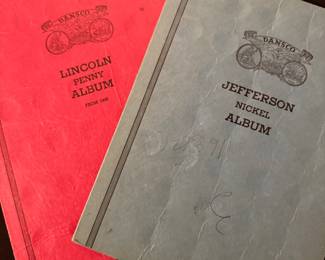 DANSCO
LINCOLN
PENNY
ALBUM
DANSCO
JEFFERSON
NICKEL
ALBUM